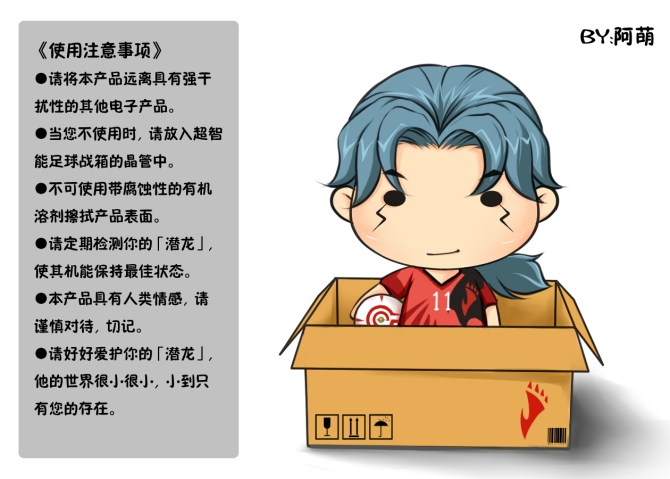 BY:阿萌
《使用注意事项》
●请将本产品远离具有强干
扰性的其他电子产品。
●当您不使用时，请放入超智
能足球战箱的晶管中。
●不可使用带腐蚀性的有机
溶剂擦拭产品表面。
●请定期检测你的「潜龙」，
使其机能保持最佳状态。
●本产品具有人类情感，请
谨慎对待，切记。
●请好好爱护你的「潜龙」，
他的世界很小很小，小到只
有您的存在。
11